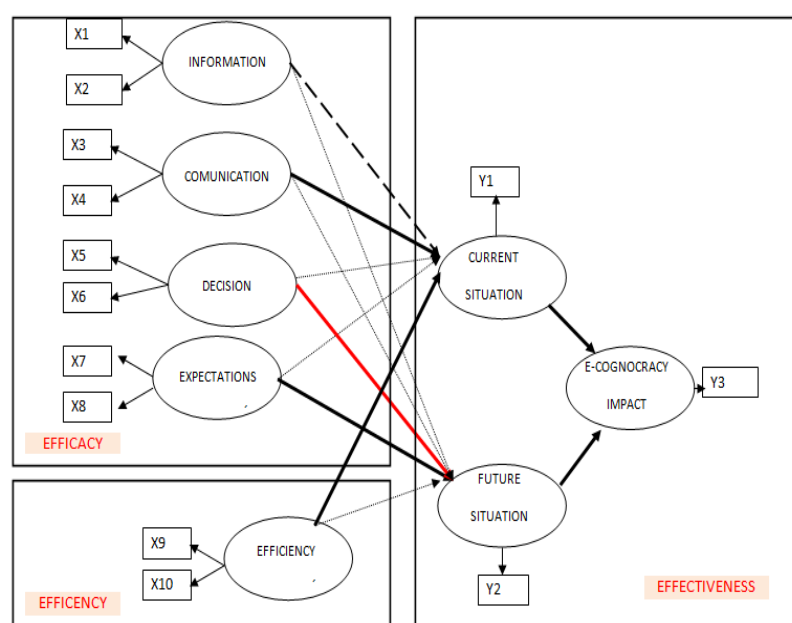 X1
INFORMATION
X2
X3
COMUNICATION
X4
Y1
X5
DECISION
X6
CURRENT
SITUATION
X7
EXPECTATIONS
X8
E-COGNOCRACY
IMPACT
Y3
EFFICACY
FUTURE
SITUATION
X9
EFFICIENCY
X10
Y2
EFFICENCY
EFFECTIVENESS